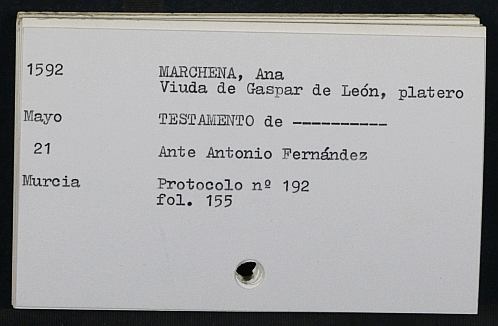 1592 MARCHENA, Ana
Viuda de Gaspar de León, platero
Mayo TESTAMENTO de ----------
21 Ante Antonio Fernández
Murcia Protocolo nº 192
fol. 155